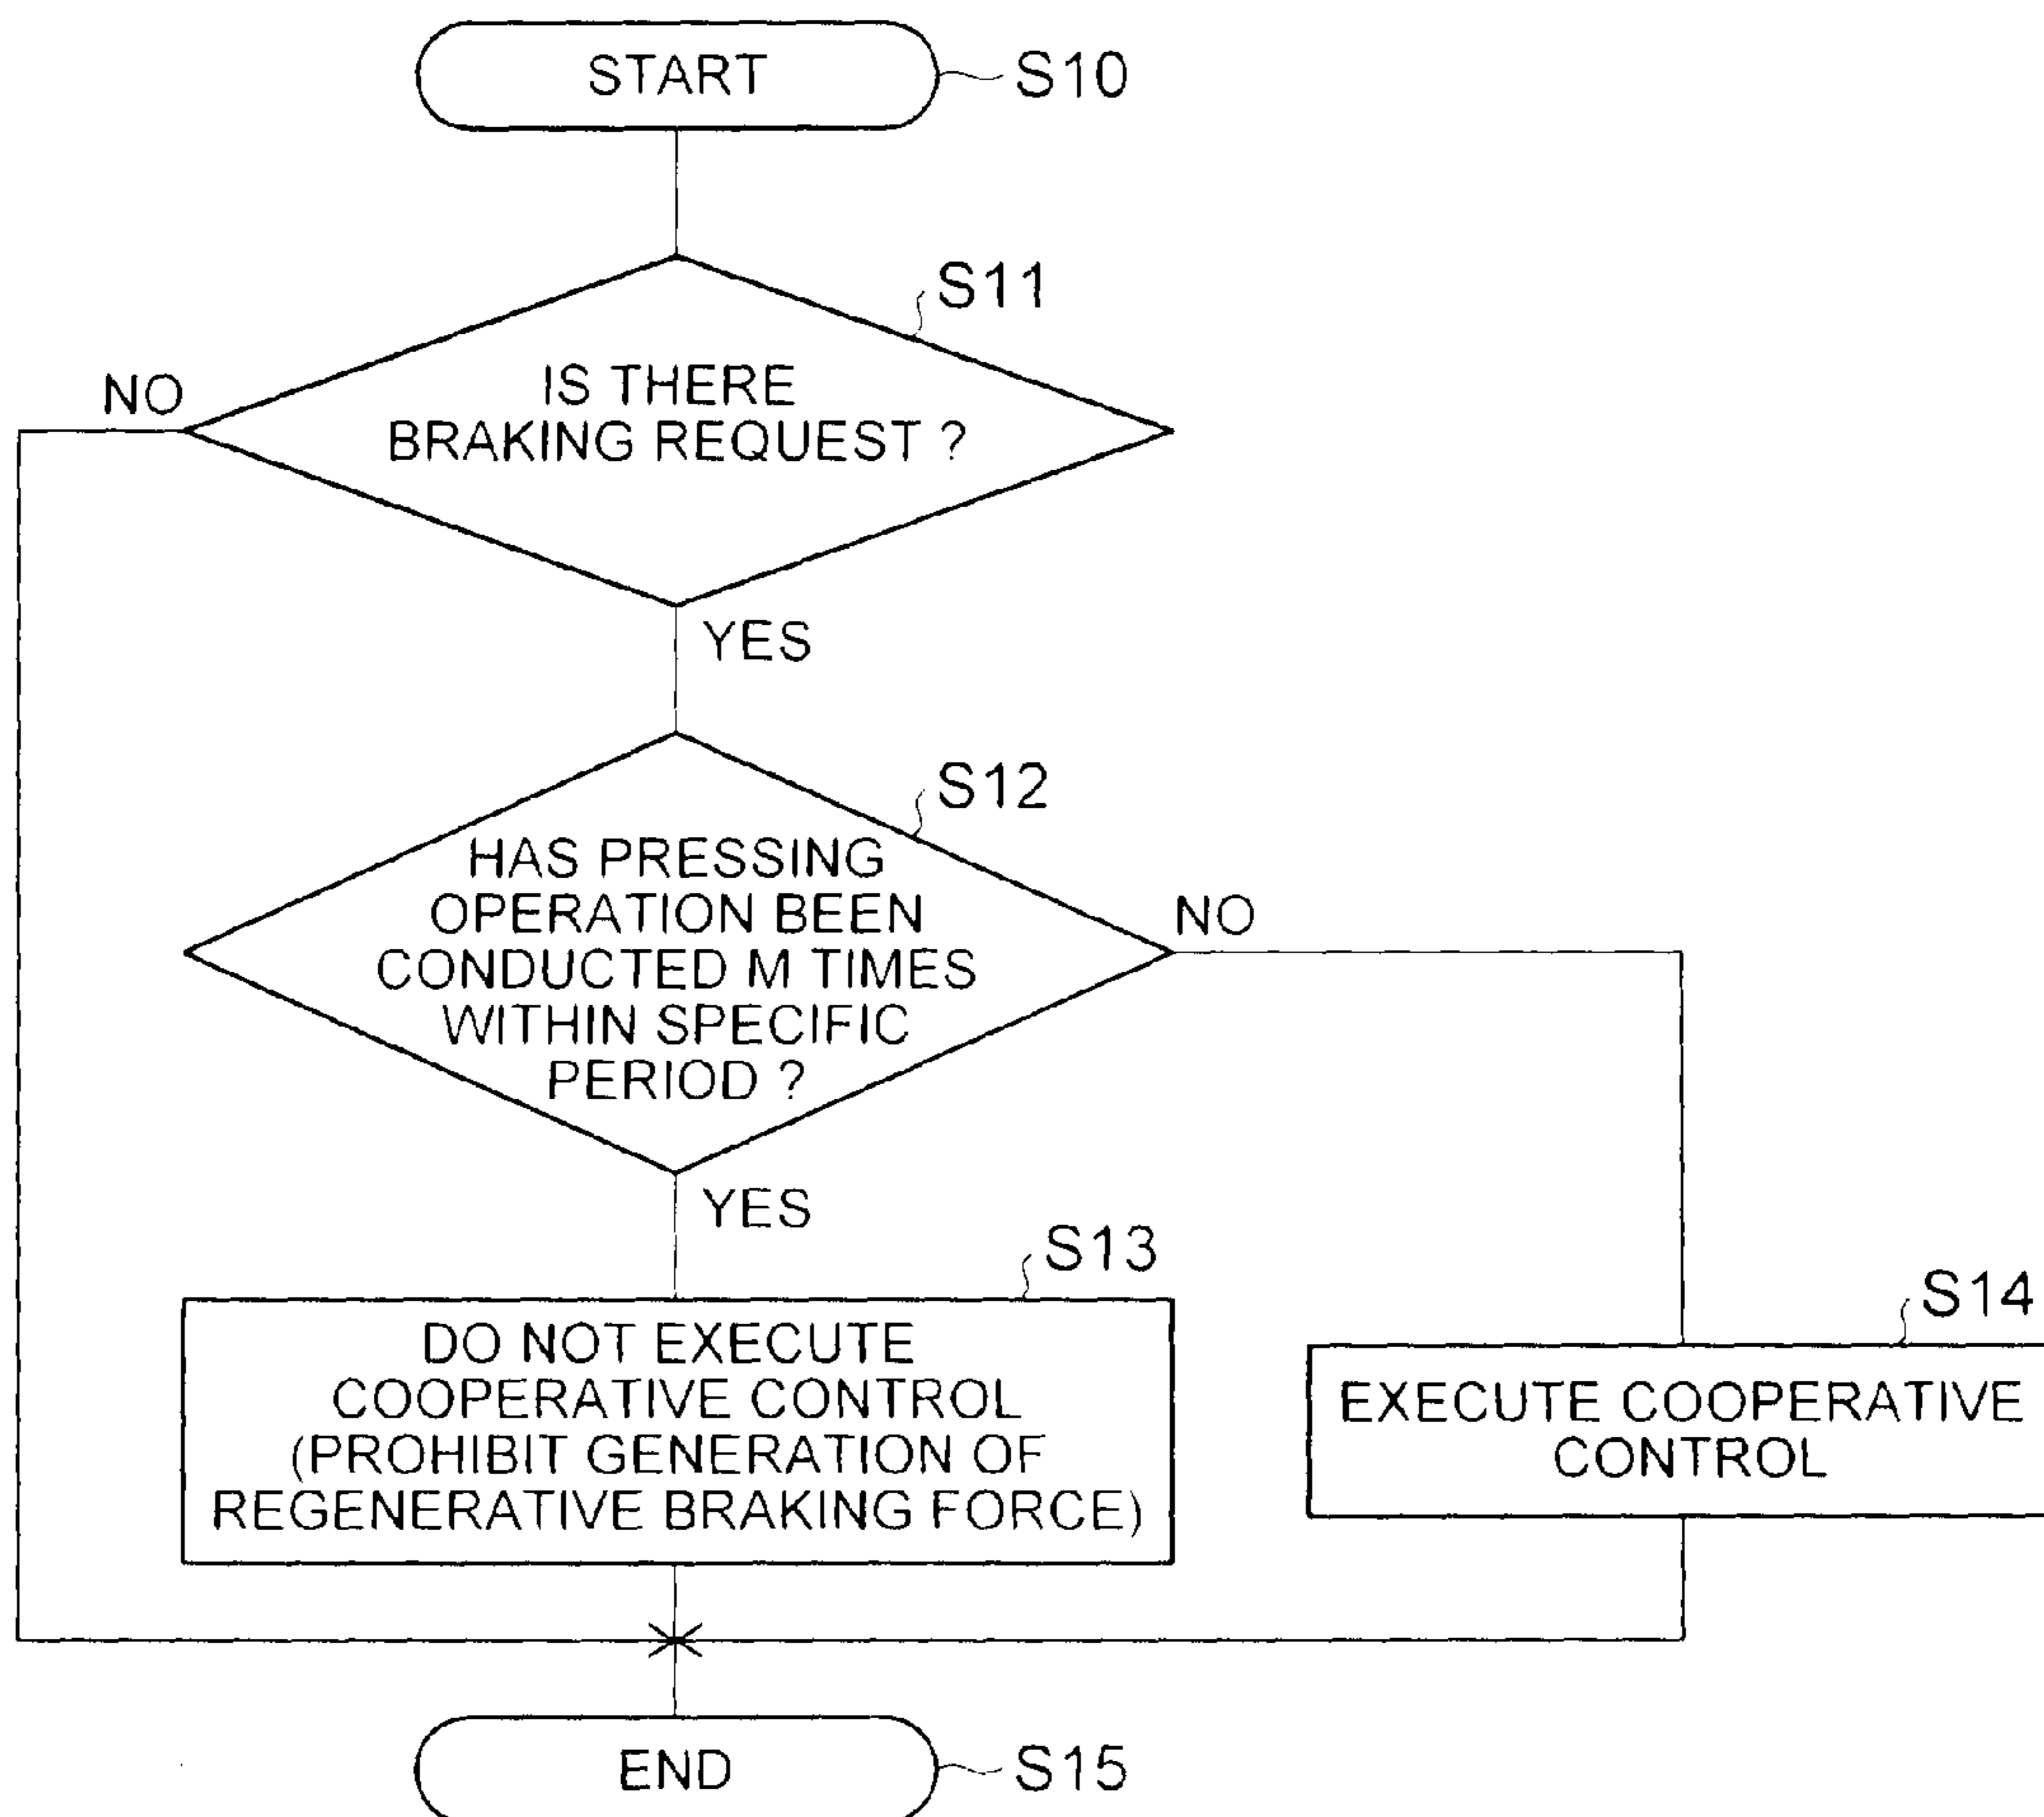 START
S10
S11
IS THERE
BRAKING REQUEST ?
NO
YES
S12
HAS PRESSING
OPERATION BEEN
CONDUCTED M TIMES
WITHIN SPECIFIC
PERIOD ?
NO
YES
S13
DO NOT EXECUTE
COOPERATIVE CONTROL
(PROHIBIT GENERATION OF
REGENERATIVE BRAKING FORCE)
S14
EXECUTE COOPERATIVE
CONTROL
END
S15